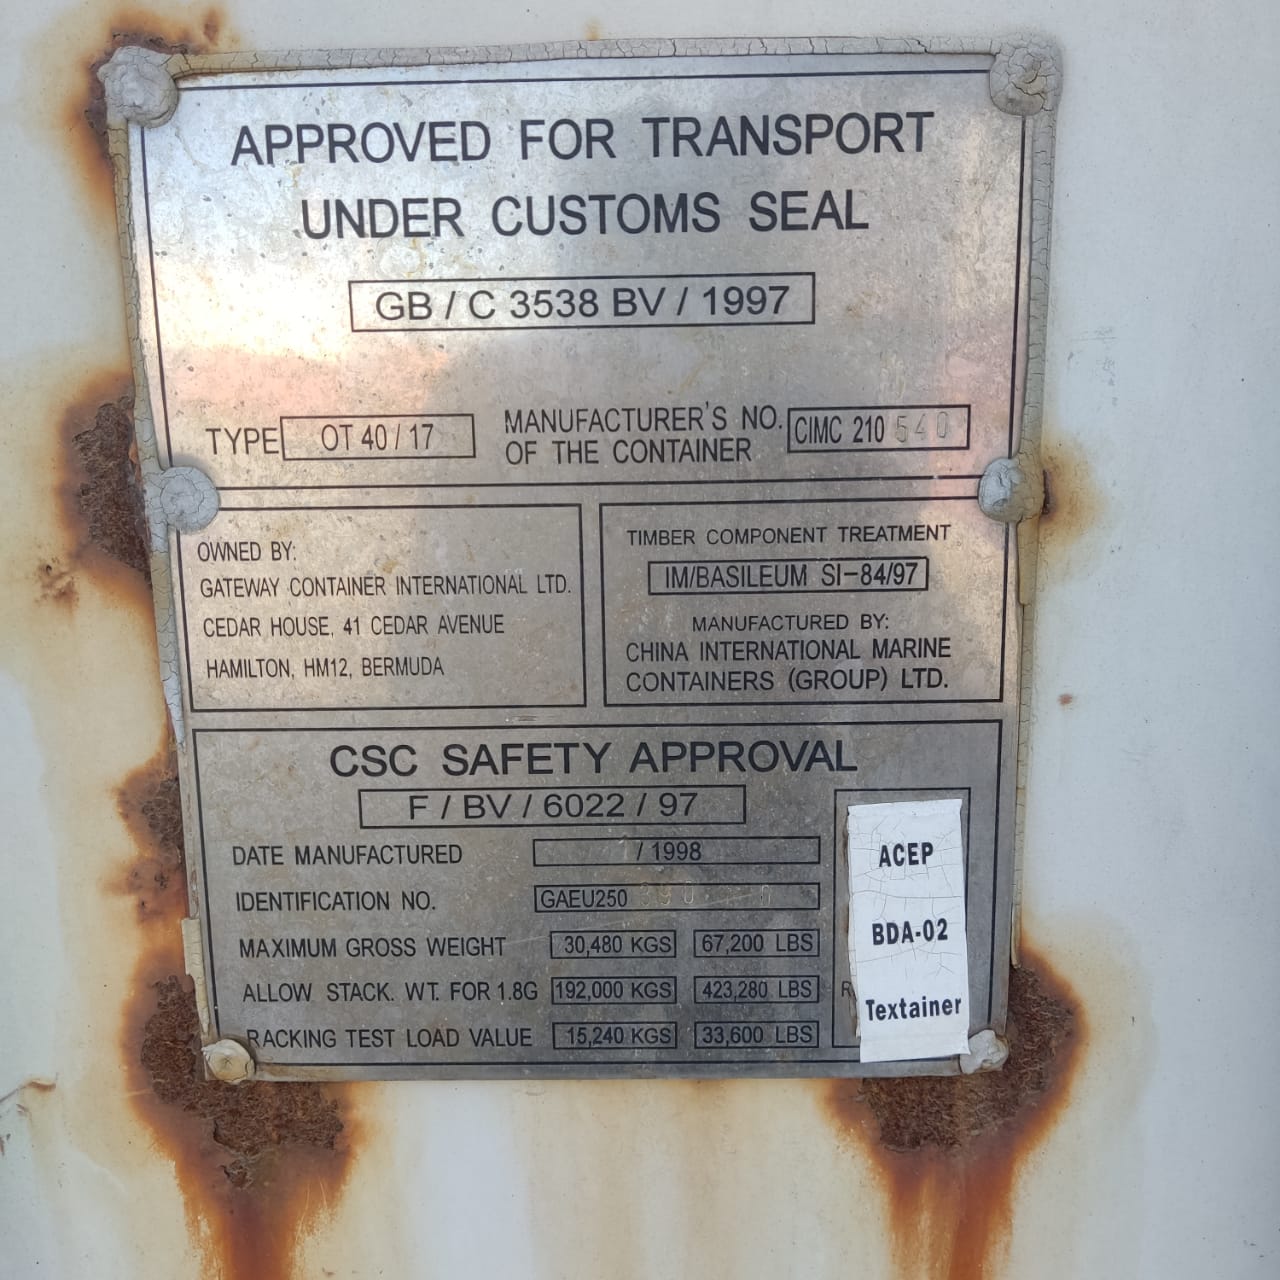 APPROVED FOR TRANSPORT
UNDER CUSTOMS SEAL
GB / C 3538 BV / 1997
TYPE OT 40 / 17
MANUFACTURER'S NO.
OF THE CONTAINER
CIMC 210 540
OWNED BY:
GATEWAY CONTAINER INTERNATIONAL LTD.
CEDAR HOUSE, 41 CEDAR AVENUE
HAMILTON, HM12, BERMUDA
TIMBER COMPONENT TREATMENT
IM/BASILEUM SI-84/97
MANUFACTURED BY:
CHINA INTERNATIONAL MARINE
CONTAINERS (GROUP) LTD.
CSC SAFETY APPROVAL
F / BV / 6022 / 97
DATE MANUFACTURED / 1998
IDENTIFICATION NO. GAEU250
MAXIMUM GROSS WEIGHT 30,480 KGS 67,200 LBS
ALLOW STACK. WT. FOR 1.8G 192,000 KGS 423,280 LBS
RACKING TEST LOAD VALUE 15,240 KGS 33,600 LBS
ACEP
BDA-02
Textainer